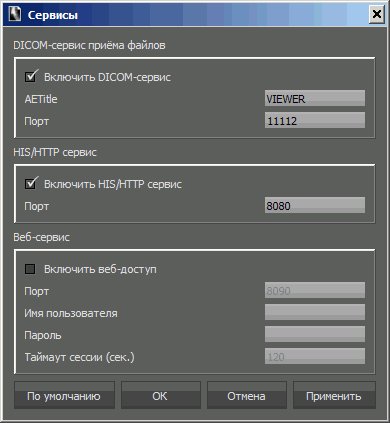 Сервисы
DICOM-сервис приёма файлов
Включить DICOM-сервис
AETitle VIEWER
Порт 11112
HIS/HTTP сервис
Включить HIS/HTTP сервис
Порт 8080
Веб-сервис
Включить веб-доступ
Порт 8090
Имя пользователя
Пароль
Таймаут сессии (сек.) 120
По умолчанию OK Отмена Применить